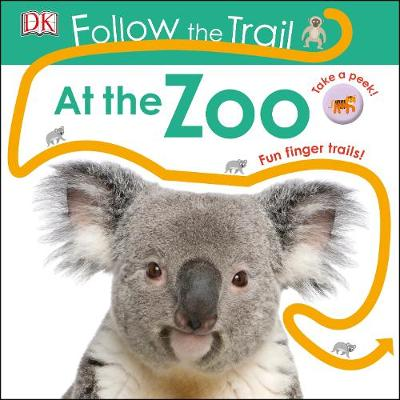 DK
Follow the Trail
At the Zoo
Take a peek!
Fun finger trails!